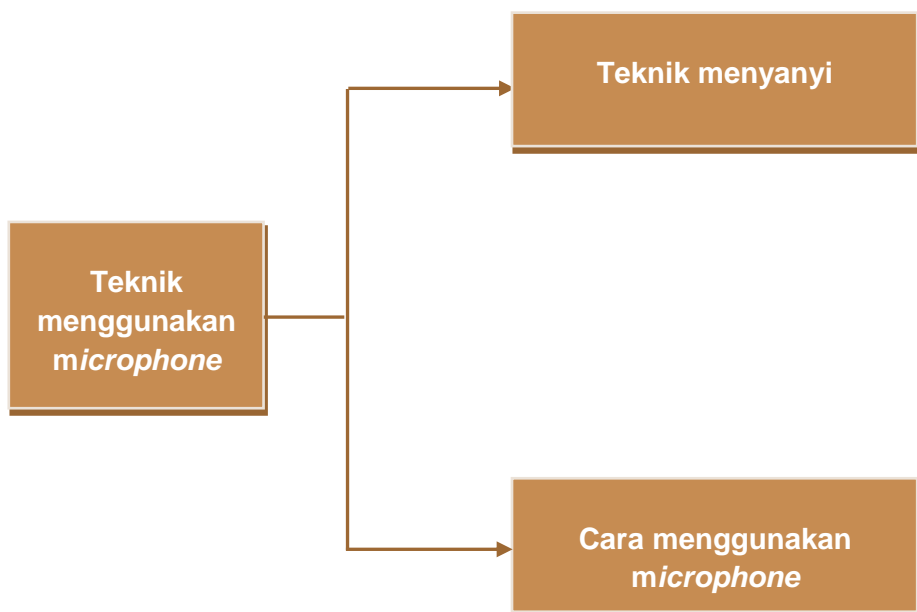 Teknik menyanyi
Teknik
menggunakan
microphone
Cara menggunakan
microphone